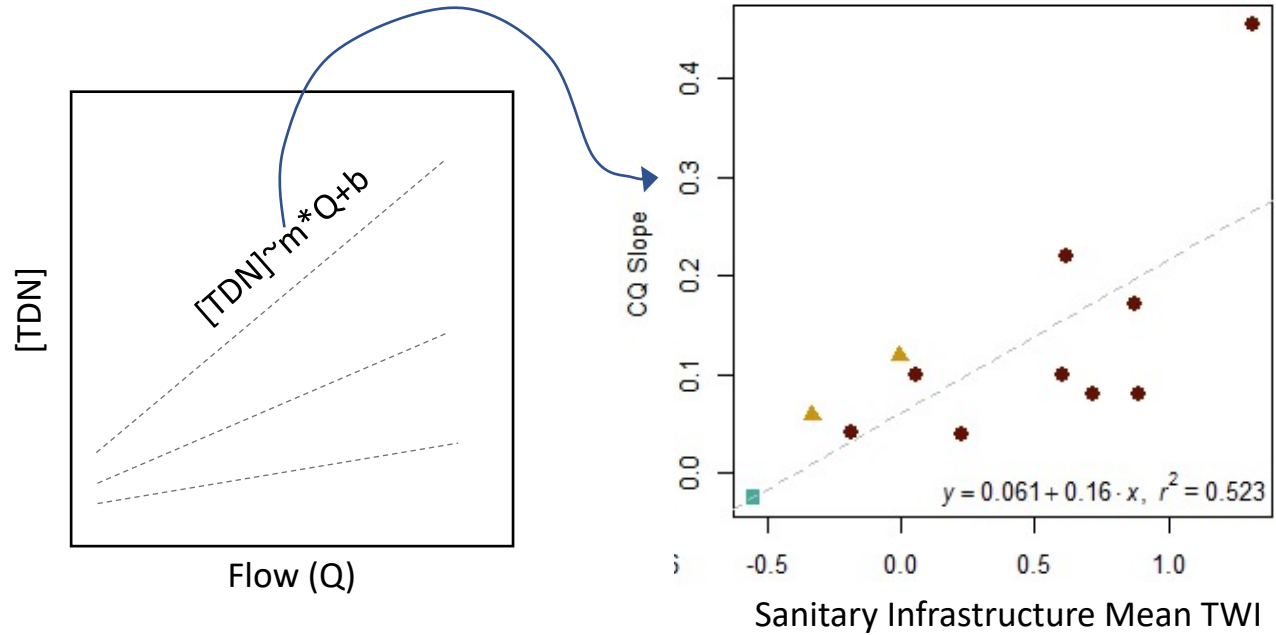 [TDN]
[TDN]~m*Q+b
Flow (Q)
CQ Slope
0.4
0.3
0.2
0.1
0.0
y = 0.061 + 0.16 · x, r² = 0.523
-0.5
0.0
0.5
1.0
Sanitary Infrastructure Mean TWI